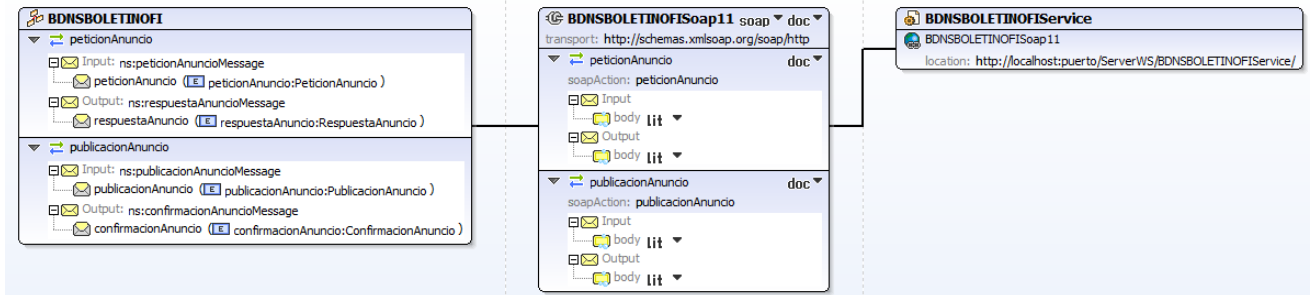 BDNSBOLETINOFI
peticionAnuncio
Input: ns:peticionAnuncioMessage
peticionAnuncio (E peticionAnuncio:PeticionAnuncio )
Output: ns:respuestaAnuncioMessage
respuestaAnuncio (E respuestaAnuncio:RespuestaAnuncio )
publicacionAnuncio
Input: ns:publicacionAnuncioMessage
publicacionAnuncio (E publicacionAnuncio:PublicacionAnuncio )
Output: ns:confirmacionAnuncioMessage
confirmacionAnuncio (E confirmacionAnuncio:ConfirmacionAnuncio )
BDNSBOLETINOFISoap11 soap doc
transport: http://schemas.xmlsoap.org/soap/http
peticionAnuncio doc
soapAction: peticionAnuncio
Input
body lit
Output
body lit
publicacionAnuncio doc
soapAction: publicacionAnuncio
Input
body lit
Output
body lit
BDNSBOLETINOFIService
BDNSBOLETINOFISoap11
location: http://localhost:puerto/ServerWS/BDNSBOLETINOFIService/